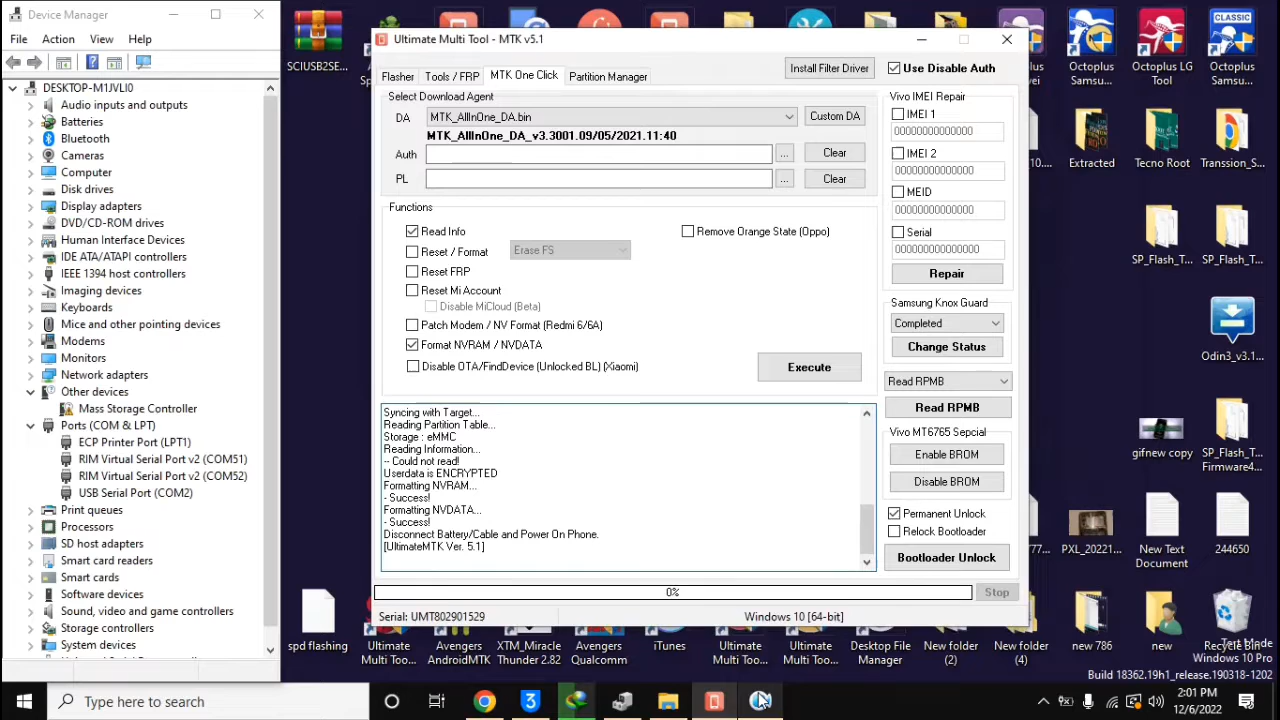 Device Manager
File Action View Help
DESKTOP-M1JVLI0
Audio inputs and outputs
Batteries
Bluetooth
Cameras
Computer
Disk drives
Display adapters
DVD/CD-ROM drives
Human Interface Devices
IDE ATA/ATAPI controllers
IEEE 1394 host controllers
Imaging devices
Keyboards
Mice and other pointing devices
Modems
Monitors
Network adapters
Other devices
Mass Storage Controller
Ports (COM & LPT)
ECP Printer Port (LPT1)
RIM Virtual Serial Port v2 (COM51)
RIM Virtual Serial Port v2 (COM52)
USB Serial Port (COM2)
Print queues
Processors
SD host adapters
Smart card readers
Smart cards
Software devices
Sound, video and game controllers
Storage controllers
System devices
SCIUSB2SE...
Ultimate Multi Tool - MTK v5.1
Flasher Tools / FRP MTK One Click Partition Manager
Install Filter Driver
Use Disable Auth
Select Download Agent
DA MTK_AllInOne_DA.bin Custom DA
MTK_AllInOne_DA_v3.3001.09/05/2021.11:40
Auth ... Clear
PL ... Clear
Functions
Read Info
Remove Orange State (Oppo)
Reset / Format Erase FS
Reset FRP
Reset Mi Account
Disable MiCloud (Beta)
Patch Modem / NV Format (Redmi 6/6A)
Format NVRAM / NVDATA
Disable OTA/FindDevice (Unlocked BL) (Xiaomi)
Execute
Syncing with Target...
Reading Partition Table...
Storage : eMMC
Reading Information...
-- Could not read!
Userdata is ENCRYPTED
Formatting NVRAM...
- Success!
Formatting NVDATA...
- Success!
Disconnect Battery/Cable and Power On Phone.
[UltimateMTK Ver. 5.1]
Vivo IMEI Repair
IMEI 1
00000000000000
IMEI 2
00000000000000
MEID
00000000000000
Serial
00000000000000
Repair
Samsung Knox Guard
Completed
Change Status
Read RPMB
Read RPMB
Vivo MT6765 Sepcial
Enable BROM
Disable BROM
Permanent Unlock
Relock Bootloader
Bootloader Unlock
0%
Stop
Serial: UMT802901529
Windows 10 [64-bit]
Octoplus Samsu...
Octoplus LG Tool
CLASSIC
Octoplus Samsu...
Extracted
Tecno Root
Transsion_S...
SP_Flash_T...
SP_Flash_T...
Odin3_v3.1...
gifnew copy
SP_Flash_T... Firmware4...
PXL_20221...
New Text Document
244650
spd flashing
Ultimate Multi Too...
Avengers AndroidMTK
XTM_Miracle Thunder 2.82
Avengers Qualcomm
iTunes
Ultimate Multi Too...
Ultimate Multi Too...
Desktop File Manager
New folder (2)
New folder (4)
new 786
new
Recycle Bin
Test Mode
Windows 10 Pro
Build 18362.19h1_release.190318-1202
Type here to search
2:01 PM
12/6/2022